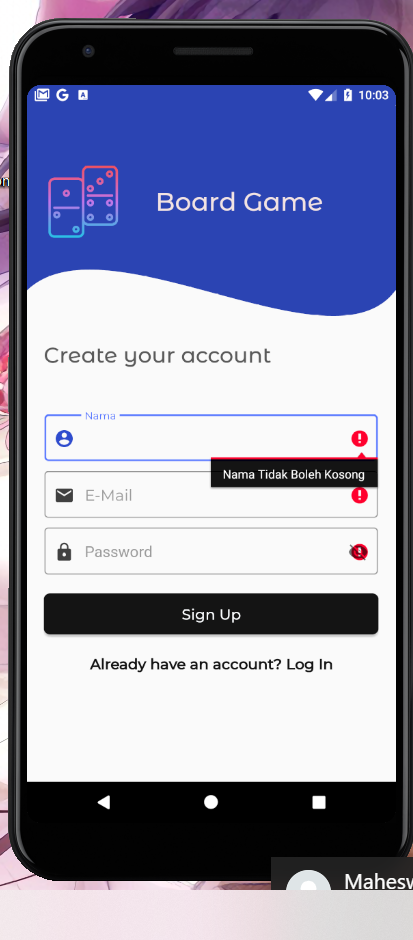 10:03
Board Game
Create your account
Nama
Nama Tidak Boleh Kosong
E-Mail
Password
Sign Up
Already have an account? Log In